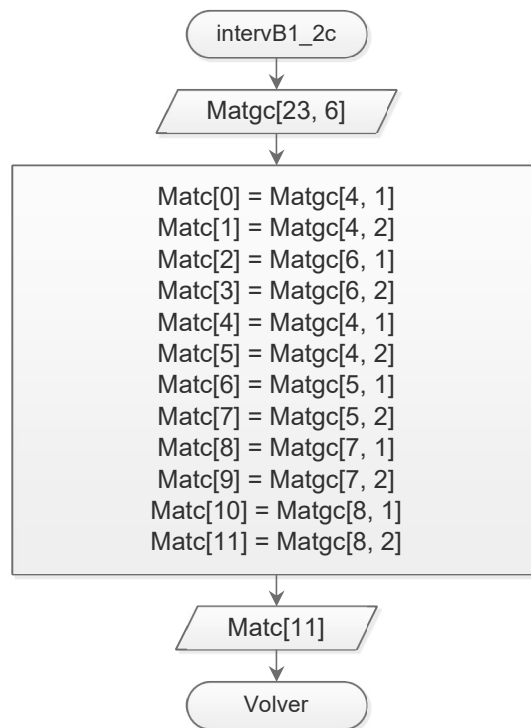 intervB1_2c
Matgc[23, 6]
Matc[0] = Matgc[4, 1]
Matc[1] = Matgc[4, 2]
Matc[2] = Matgc[6, 1]
Matc[3] = Matgc[6, 2]
Matc[4] = Matgc[4, 1]
Matc[5] = Matgc[4, 2]
Matc[6] = Matgc[5, 1]
Matc[7] = Matgc[5, 2]
Matc[8] = Matgc[7, 1]
Matc[9] = Matgc[7, 2]
Matc[10] = Matgc[8, 1]
Matc[11] = Matgc[8, 2]
Matc[11]
Volver